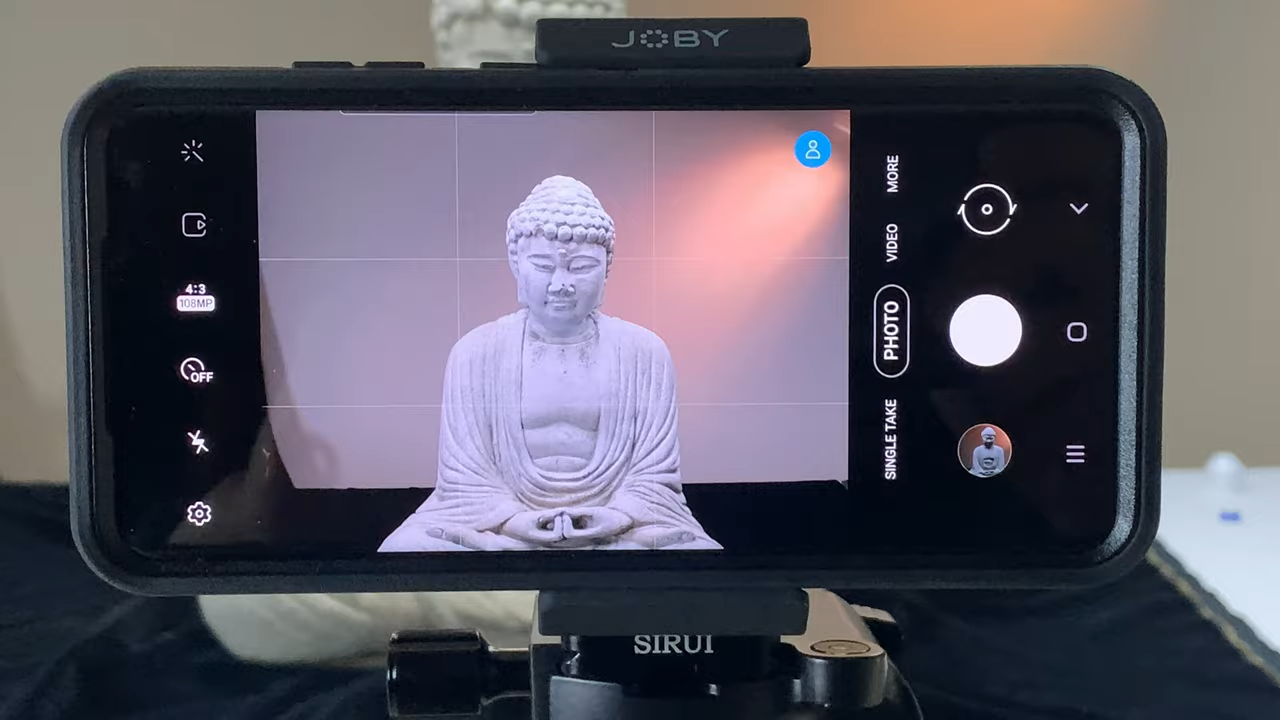 JOBY
4:3
108MP
OFF
MORE
VIDEO
PHOTO
SINGLE TAKE
SIRUI